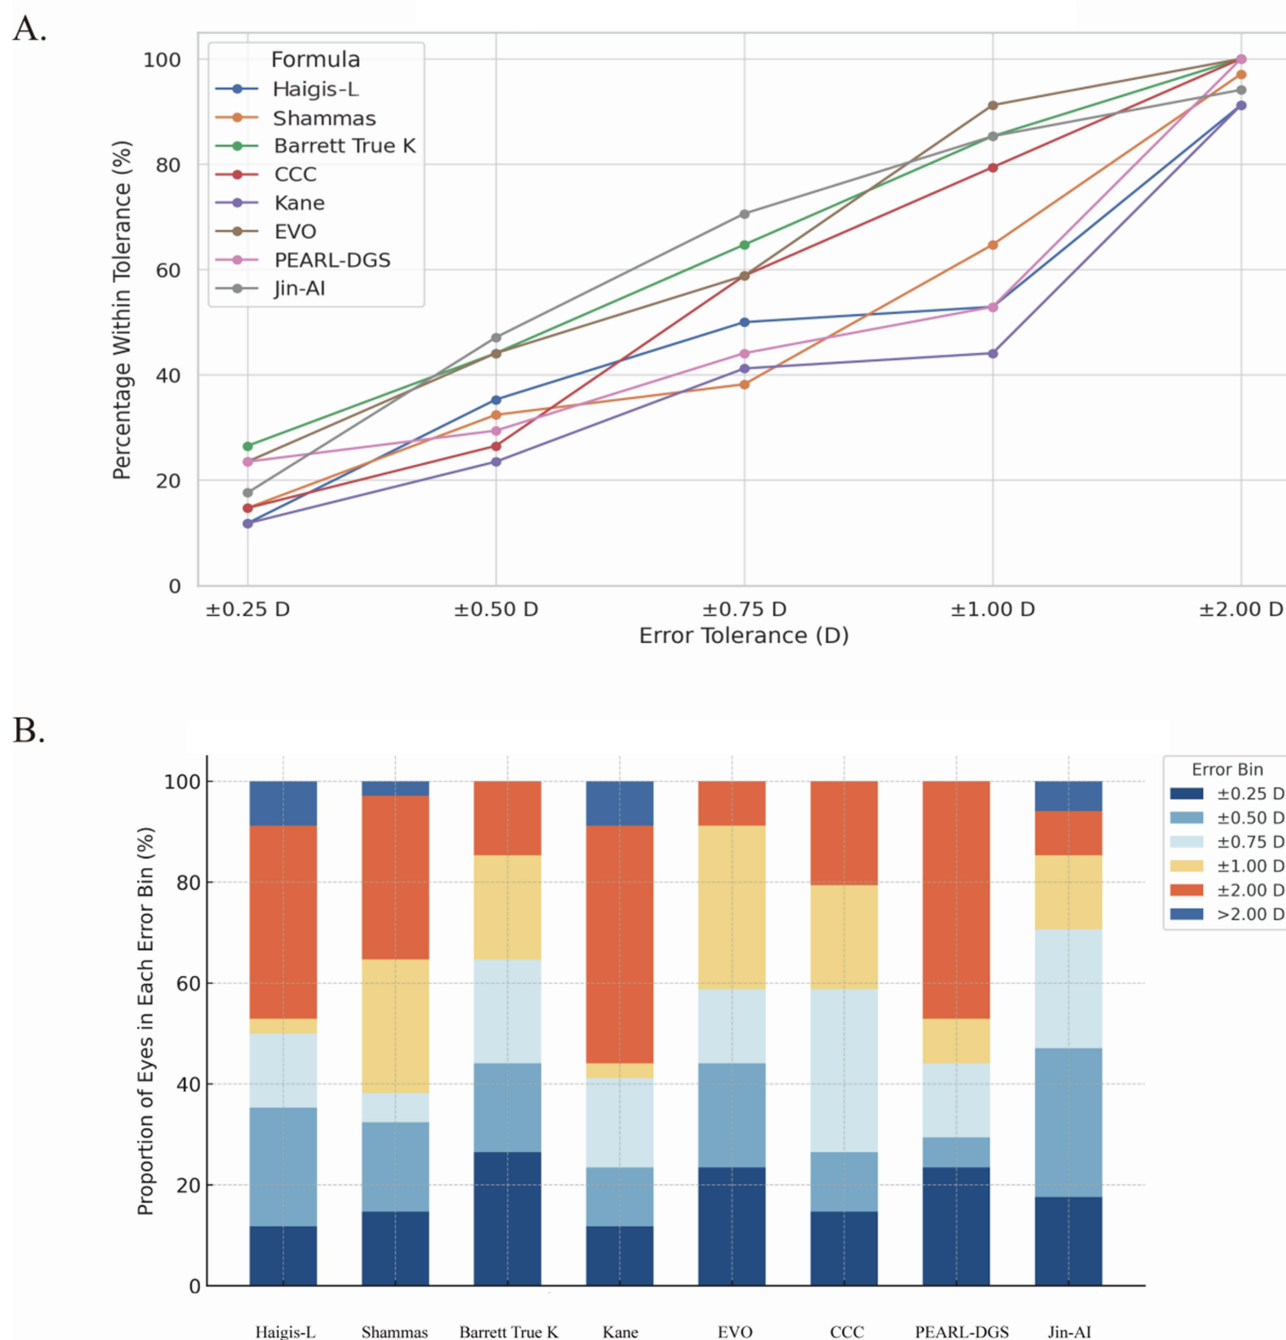 A.
Formula
Haigis-L
Shammas
Barrett True K
CCC
Kane
EVO
PEARL-DGS
Jin-AI
Percentage Within Tolerance (%)
100
80
60
40
20
0
±0.25 D ±0.50 D ±0.75 D ±1.00 D ±2.00 D
Error Tolerance (D)
B.
Proportion of Eyes in Each Error Bin (%)
100
80
60
40
20
0
Error Bin
±0.25 D
±0.50 D
±0.75 D
±1.00 D
±2.00 D
>2.00 D
Haigis-L Shammas Barrett True K Kane EVO CCC PEARL-DGS Jin-AI